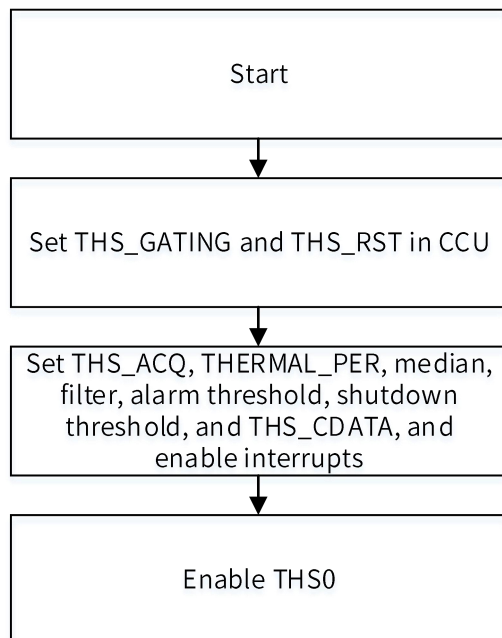 Start
Set THS_GATING and THS_RST in CCU
Set THS_ACQ, THERMAL_PER, median,
filter, alarm threshold, shutdown
threshold, and THS_CDATA, and
enable interrupts
Enable THS0